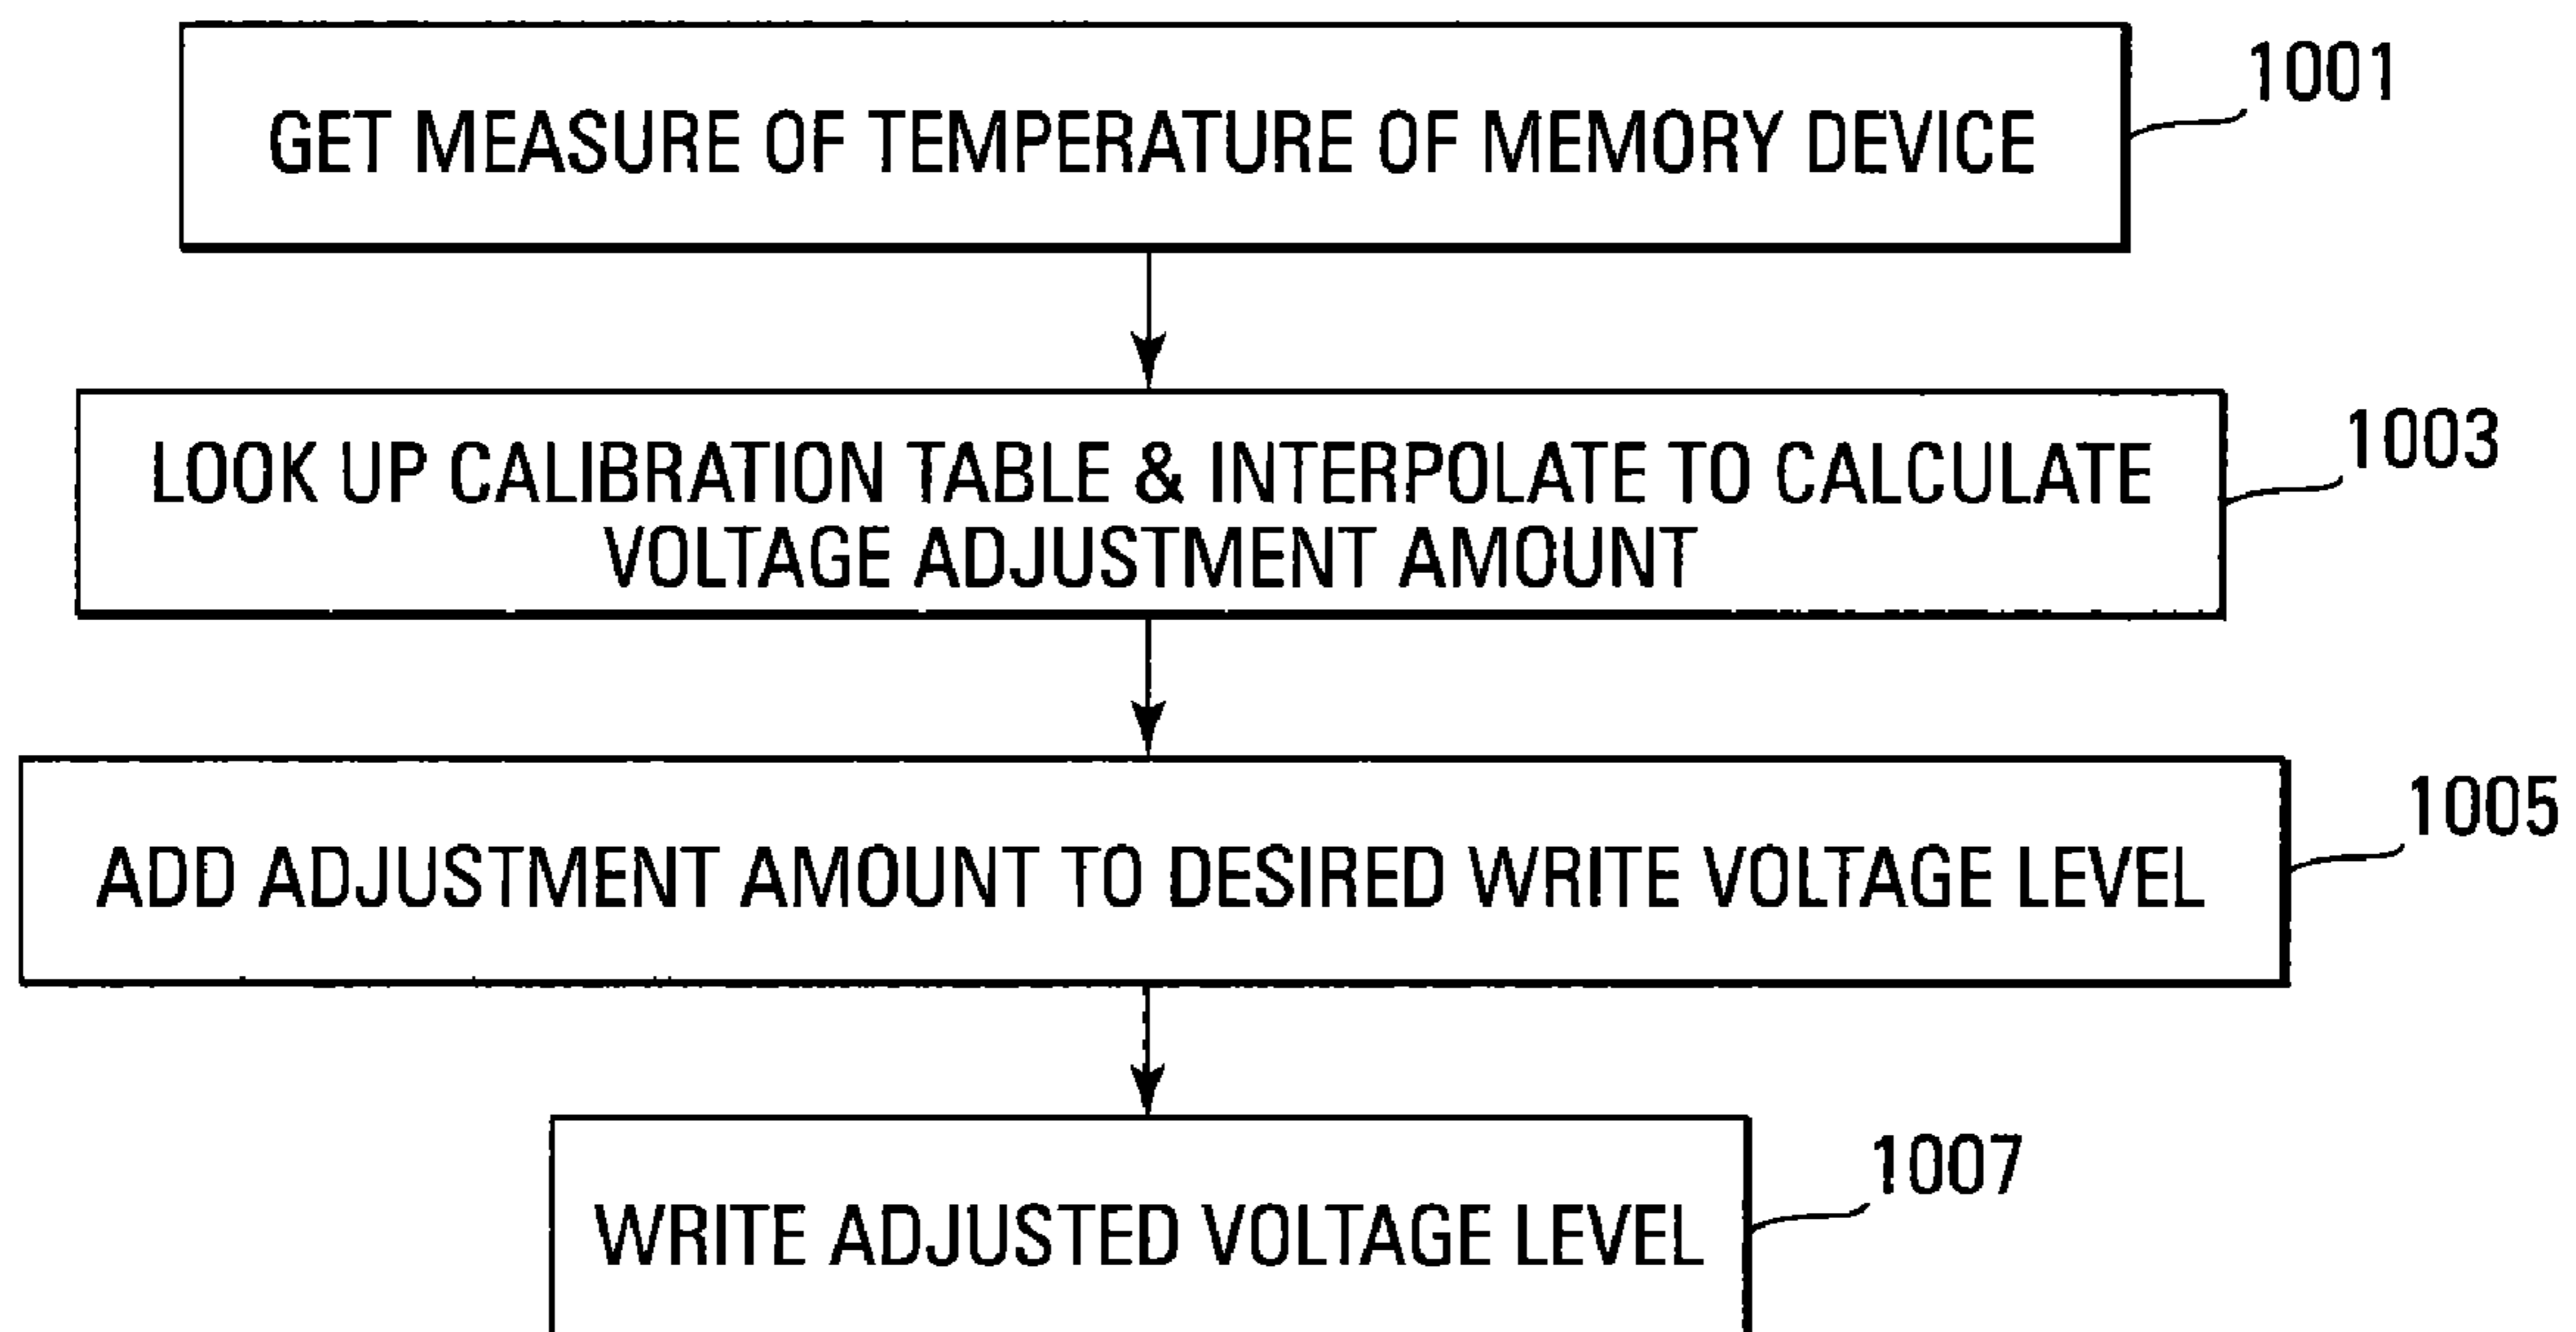 GET MEASURE OF TEMPERATURE OF MEMORY DEVICE
1001
LOOK UP CALIBRATION TABLE & INTERPOLATE TO CALCULATE
VOLTAGE ADJUSTMENT AMOUNT
1003
ADD ADJUSTMENT AMOUNT TO DESIRED WRITE VOLTAGE LEVEL
1005
WRITE ADJUSTED VOLTAGE LEVEL
1007